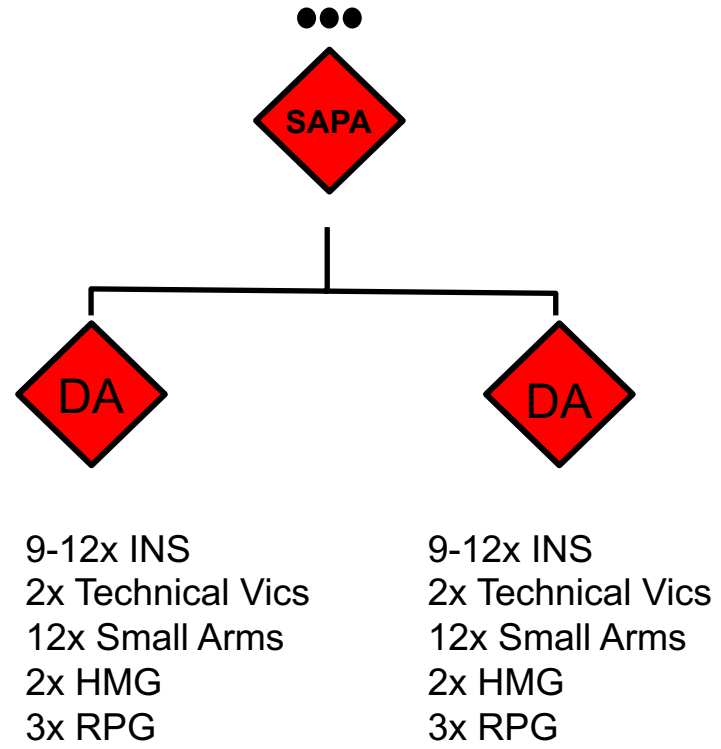 SAPA
DA
DA
9-12x INS
2x Technical Vics
12x Small Arms
2x HMG
3x RPG
9-12x INS
2x Technical Vics
12x Small Arms
2x HMG
3x RPG